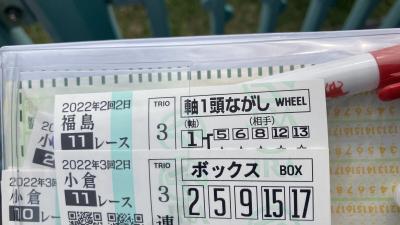 2022年2回2日 TRIO 軸1頭ながし WHEEL
福島 3 (軸) (相手)
11レース 1 5 6 8 12 13
2022年3回2日 TRIO ボックス BOX
小倉 3
11レース 連 2 5 9 15 17
2022年3回
小倉
10レース